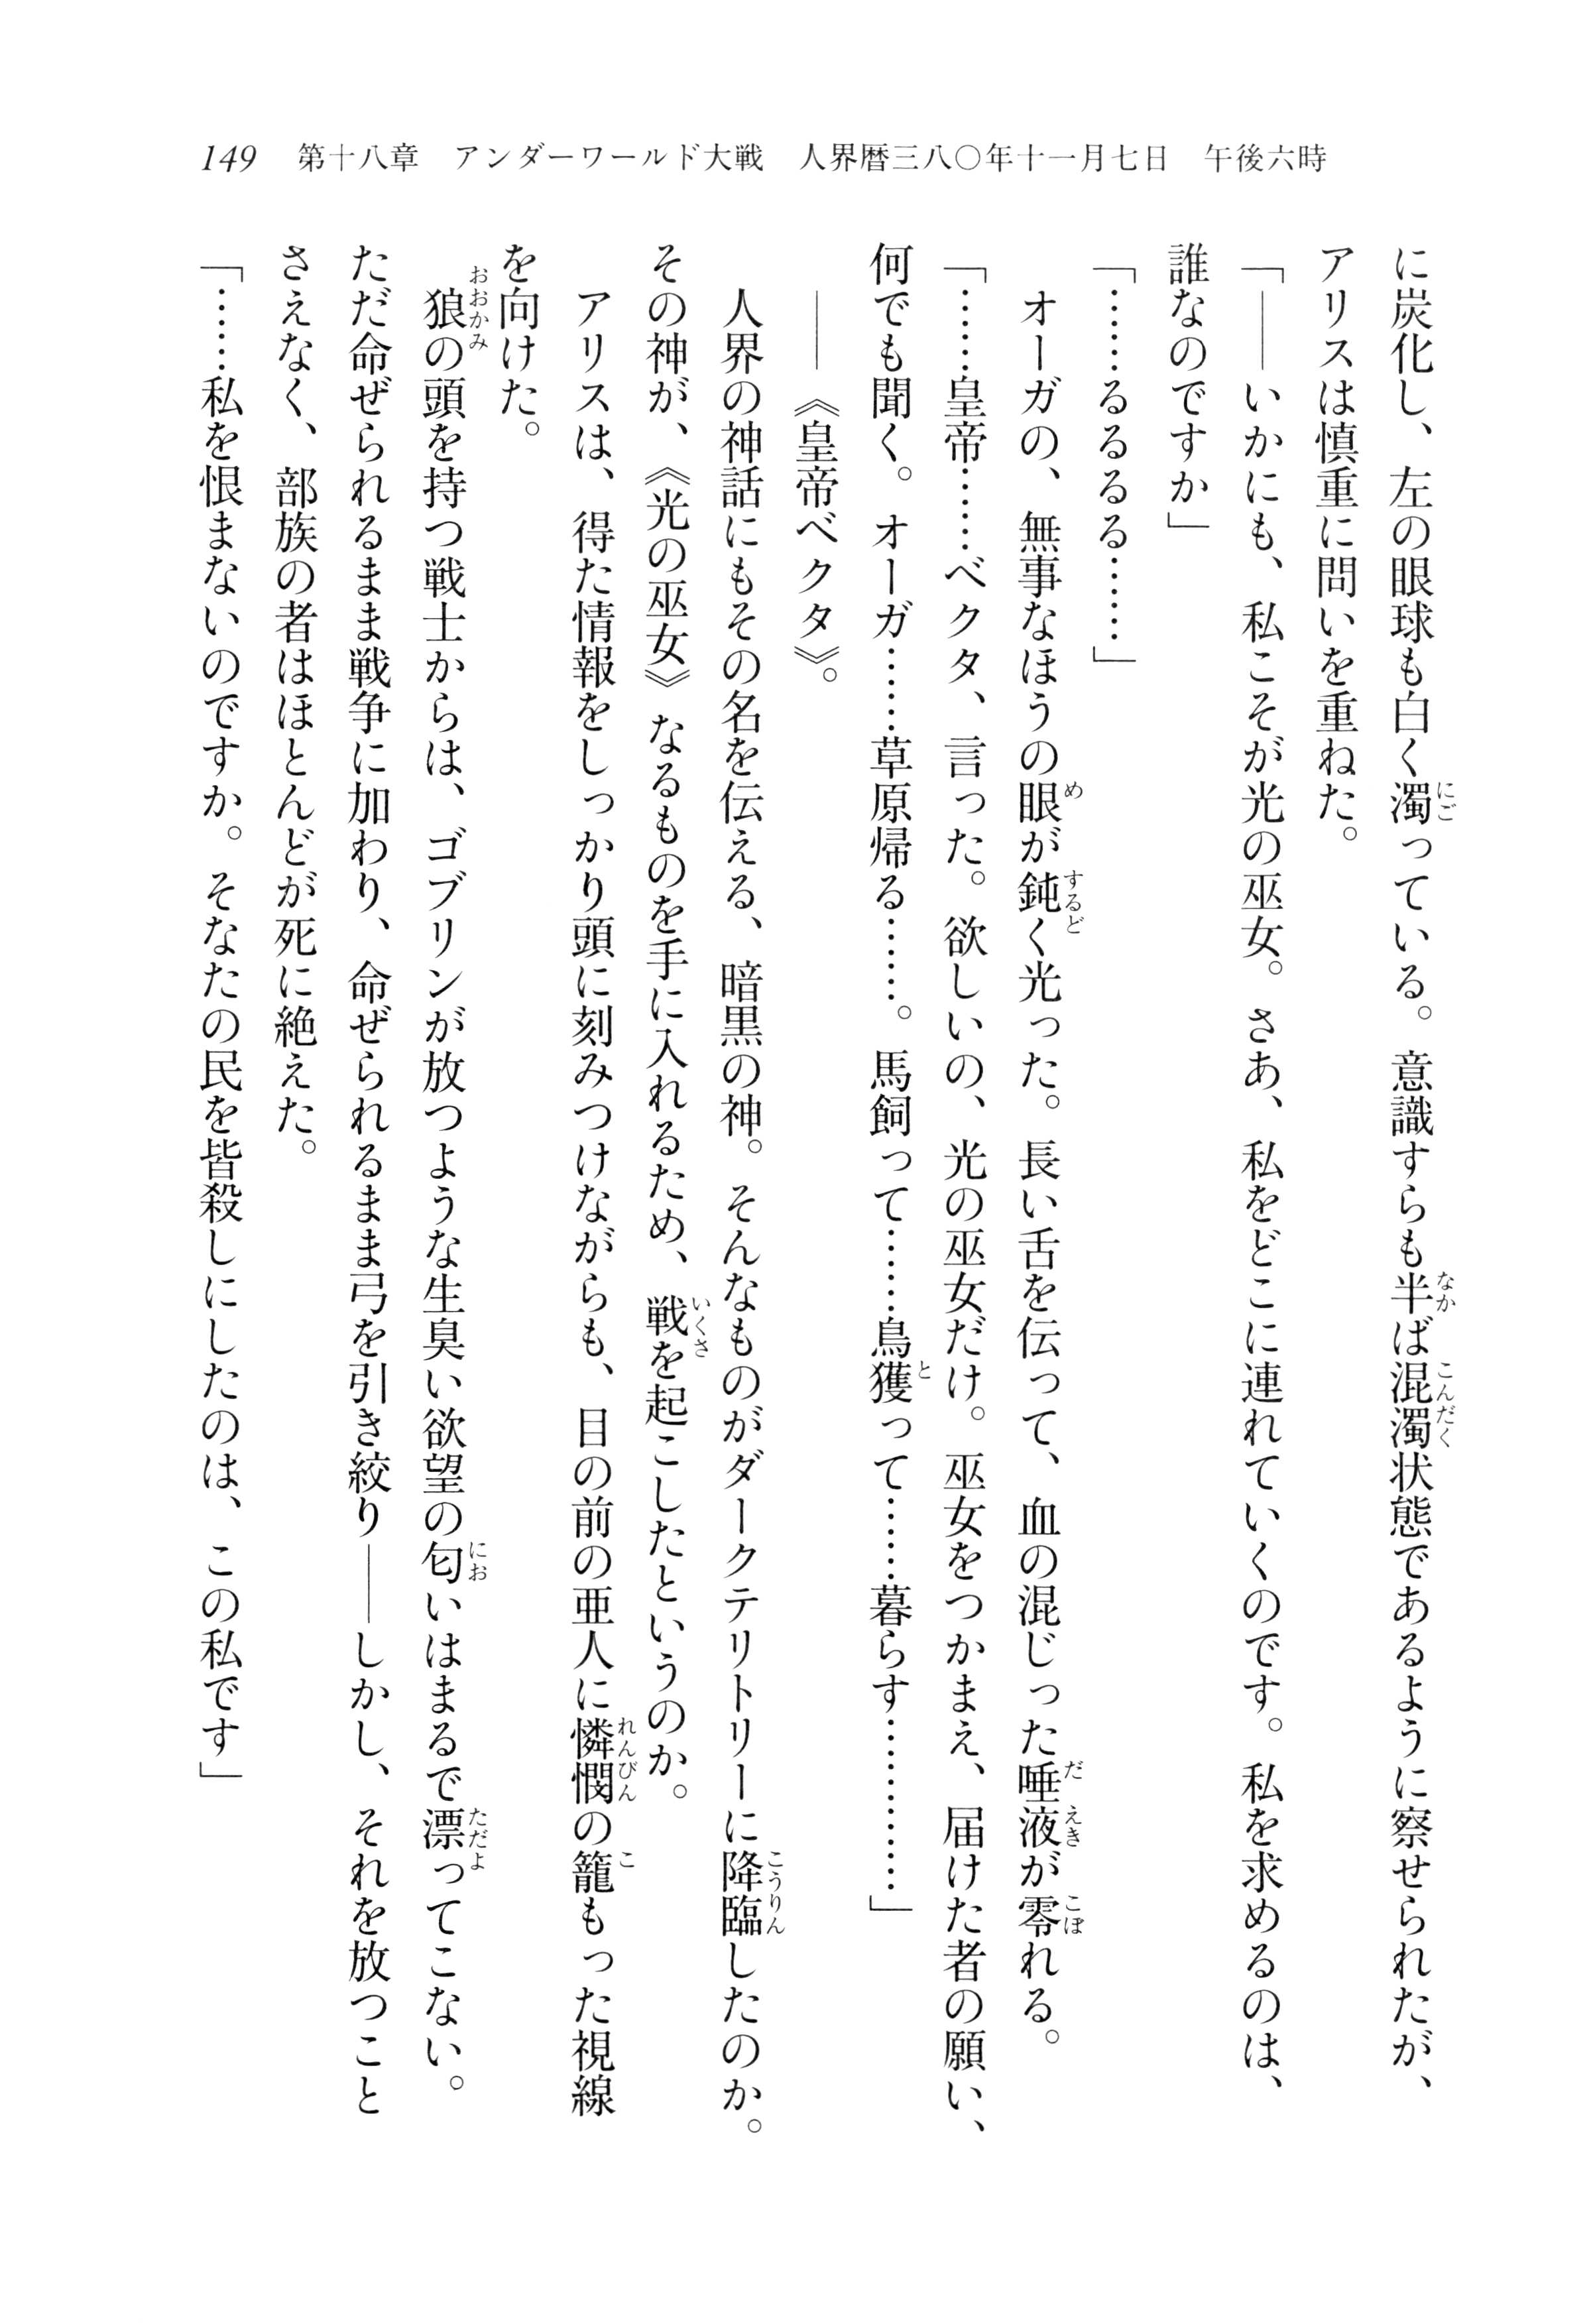 149　第十八章　アンダーワールド大戦　人界暦三八〇年十一月七日　午後六時
に炭化し、左の眼球も白く濁っている。意識すらも半ば混濁状態であるように察せられたが、
アリスは慎重に問いを重ねた。
「――いかにも、私こそが光の巫女。さあ、私をどこに連れていくのです。私を求めるのは、
誰なのですか」
「……るるるる……」
　オーガの、無事なほうの眼が鈍く光った。長い舌を伝って、血の混じった唾液が零れる。
「……皇帝……ベクタ、言った。欲しいの、光の巫女だけ。巫女をつかまえ、届けた者の願い、
何でも聞く。オーガ……草原帰る……。馬飼って……鳥獲って……暮らす…………」
　――《皇帝ベクタ》。
　人界の神話にもその名を伝える、暗黒の神。そんなものがダークテリトリーに降臨したのか。
その神が、《光の巫女》なるものを手に入れるため、戦を起こしたというのか。
　アリスは、得た情報をしっかり頭に刻みつけながらも、目の前の亜人に憐憫の籠もった視線
を向けた。
　狼の頭を持つ戦士からは、ゴブリンが放つような生臭い欲望の匂いはまるで漂ってこない。
ただ命ぜられるまま戦争に加わり、命ぜられるまま弓を引き絞り――しかし、それを放つこと
さえなく、部族の者はほとんどが死に絶えた。
「……私を恨まないのですか。そなたの民を皆殺しにしたのは、この私です」